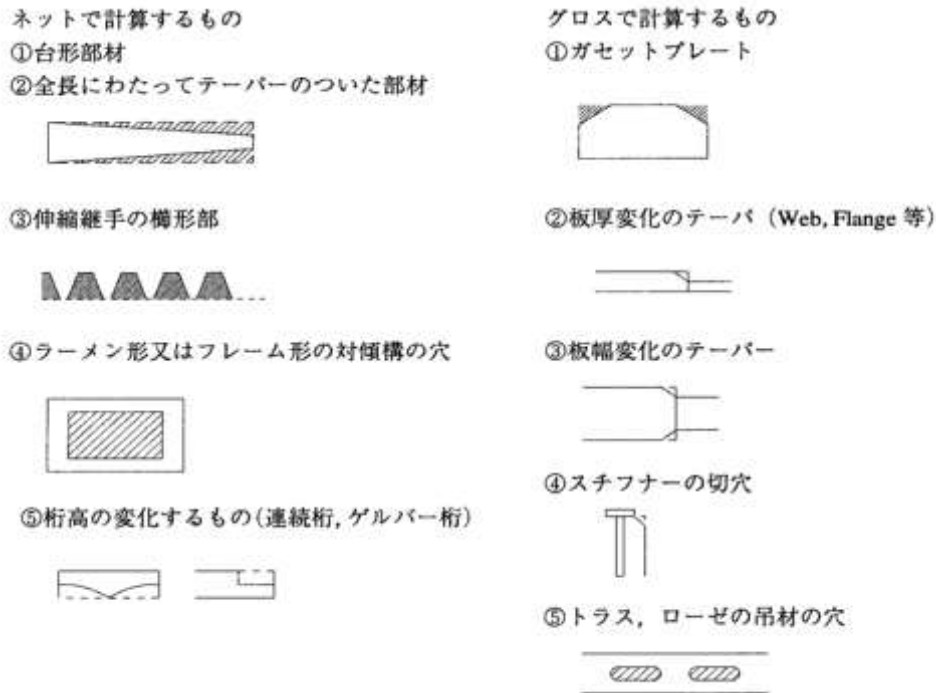 ネットで計算するもの
①台形部材
②全長にわたってテーパーのついた部材
③伸縮継手の櫛形部
④ラーメン形又はフレーム形の対傾構の穴
⑤桁高の変化するもの(連続桁, ゲルバー桁)
グロスで計算するもの
①ガセットプレート
②板厚変化のテーパ (Web, Flange 等)
③板幅変化のテーパー
④スチフナーの切穴
⑤トラス, ローゼの吊材の穴